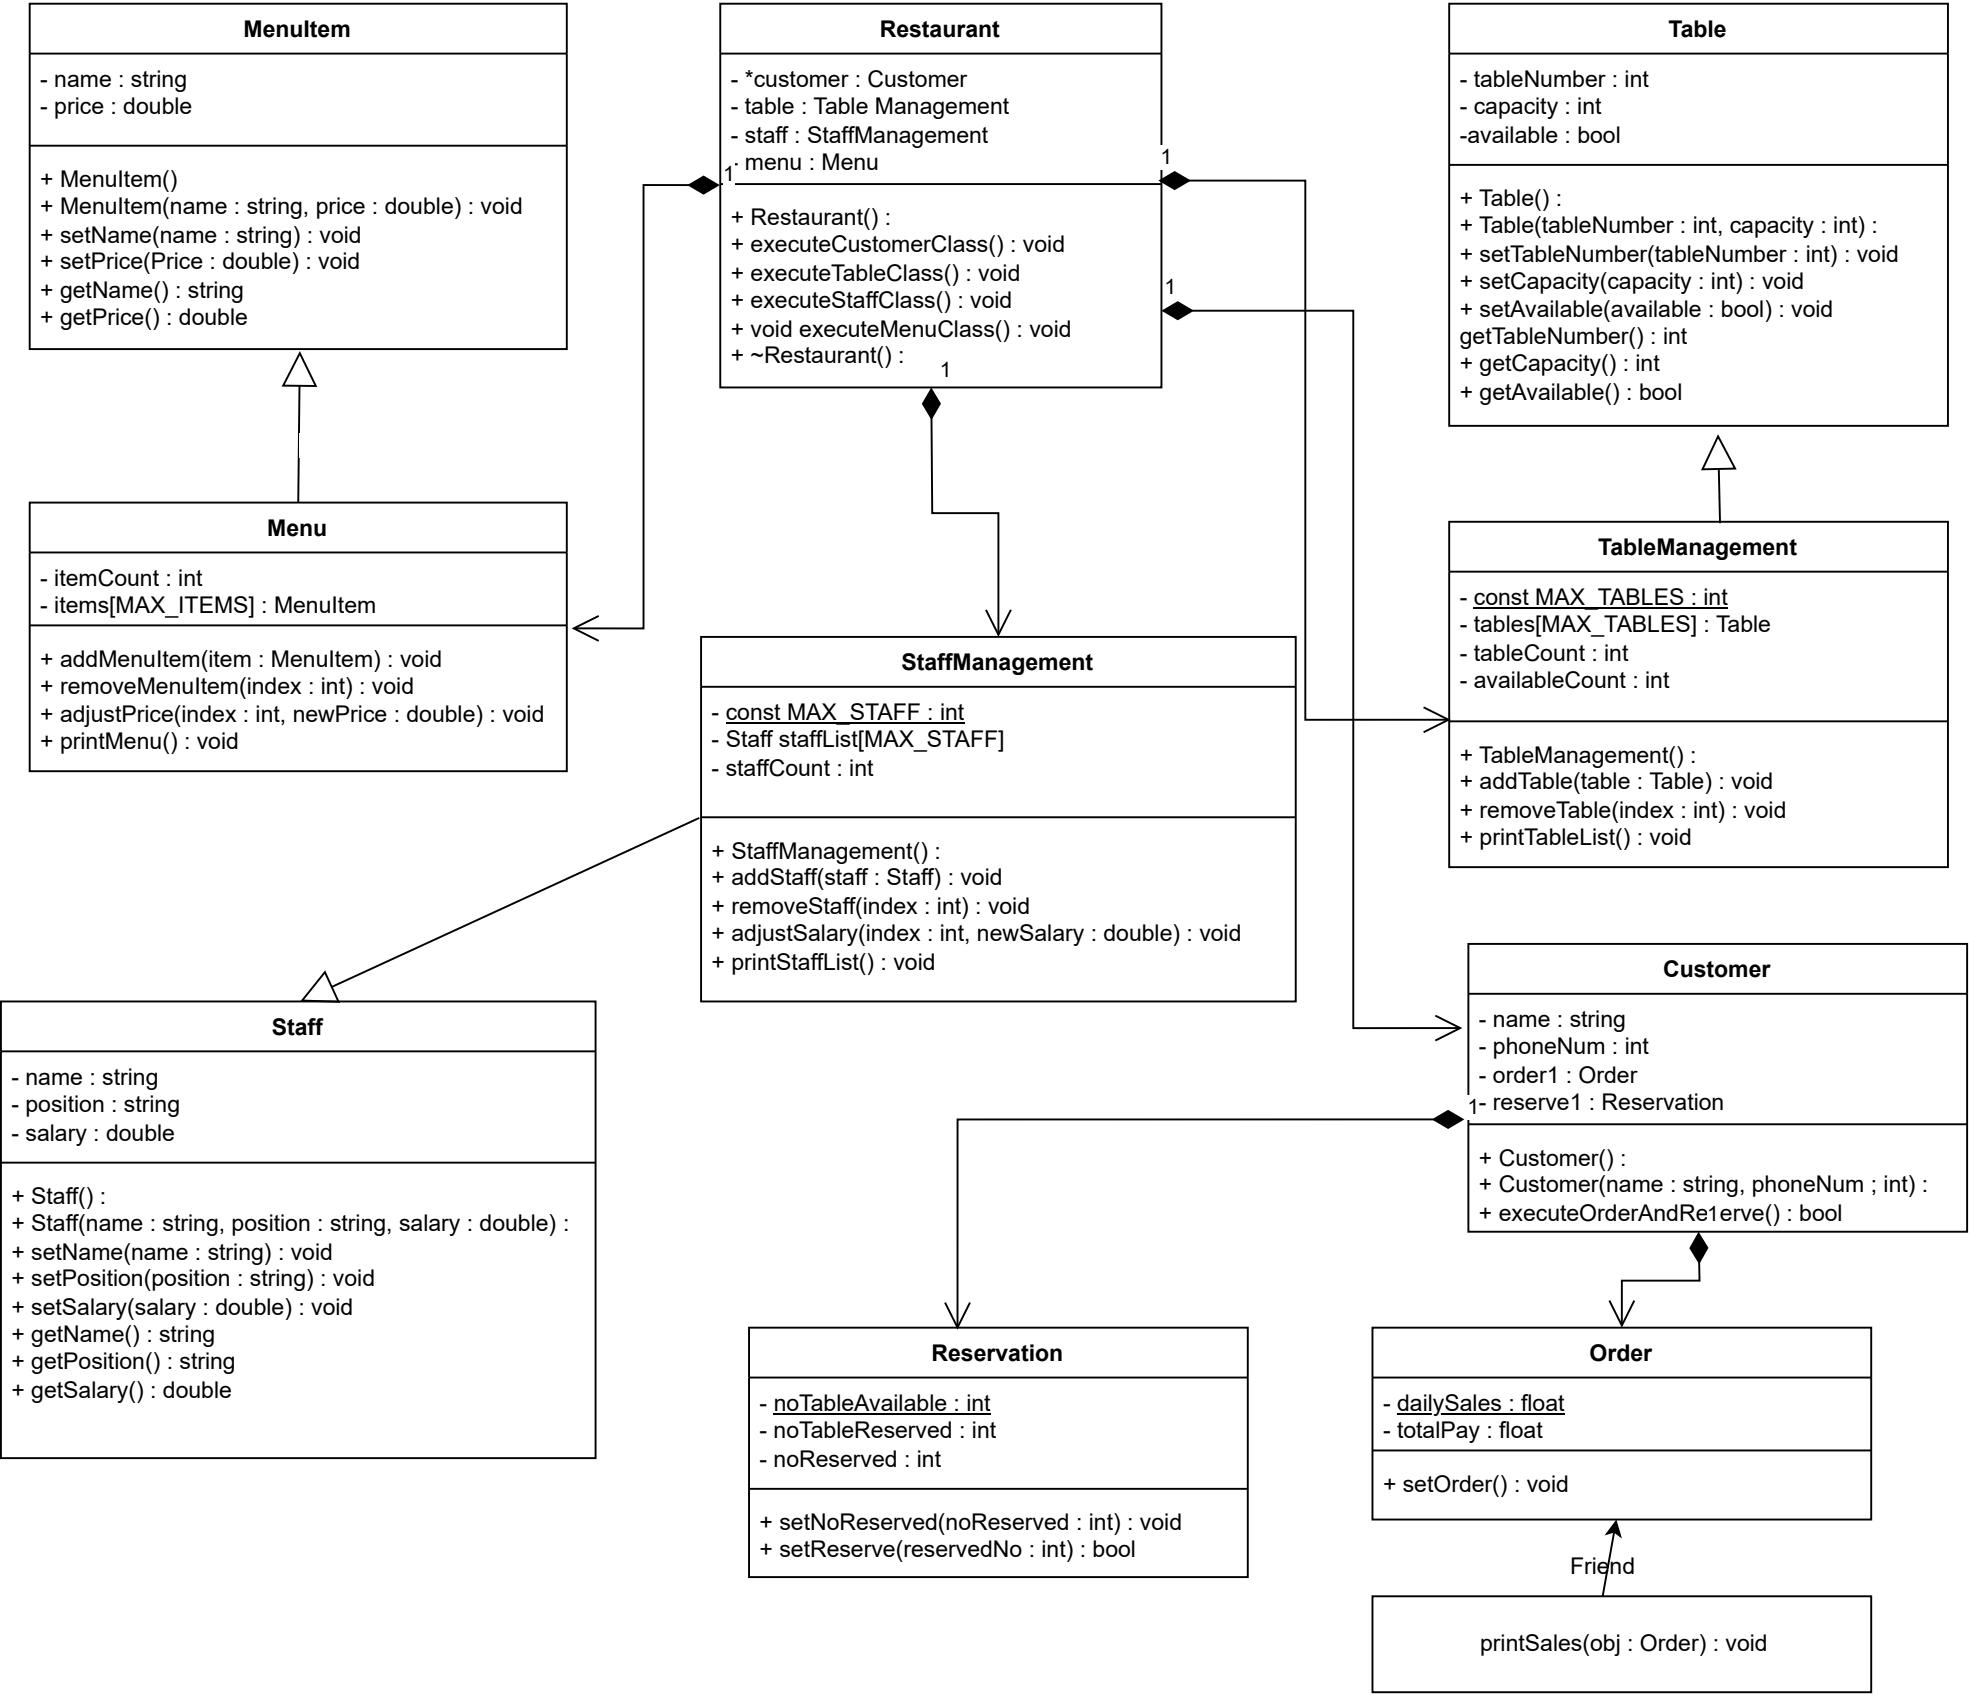 MenuItem
- name : string
- price : double
+ MenuItem()
+ MenuItem(name : string, price : double) : void
+ setName(name : string) : void
+ setPrice(Price : double) : void
+ getName() : string
+ getPrice() : double
Restaurant
- *customer : Customer
- table : Table Management
- staff : StaffManagement
- menu : Menu
+ Restaurant() :
+ executeCustomerClass() : void
+ executeTableClass() : void
+ executeStaffClass() : void
+ void executeMenuClass() : void
+ ~Restaurant() :
1
1
1
1
Table
- tableNumber : int
- capacity : int
-available : bool
+ Table() :
+ Table(tableNumber : int, capacity : int) :
+ setTableNumber(tableNumber : int) : void
+ setCapacity(capacity : int) : void
+ setAvailable(available : bool) : void
getTableNumber() : int
+ getCapacity() : int
+ getAvailable() : bool
Menu
- itemCount : int
- items[MAX_ITEMS] : MenuItem
+ addMenuItem(item : MenuItem) : void
+ removeMenuItem(index : int) : void
+ adjustPrice(index : int, newPrice : double) : void
+ printMenu() : void
StaffManagement
- const MAX_STAFF : int
- Staff staffList[MAX_STAFF]
- staffCount : int
+ StaffManagement() :
+ addStaff(staff : Staff) : void
+ removeStaff(index : int) : void
+ adjustSalary(index : int, newSalary : double) : void
+ printStaffList() : void
TableManagement
- const MAX_TABLES : int
- tables[MAX_TABLES] : Table
- tableCount : int
- availableCount : int
+ TableManagement() :
+ addTable(table : Table) : void
+ removeTable(index : int) : void
+ printTableList() : void
Staff
- name : string
- position : string
- salary : double
+ Staff() :
+ Staff(name : string, position : string, salary : double) :
+ setName(name : string) : void
+ setPosition(position : string) : void
+ setSalary(salary : double) : void
+ getName() : string
+ getPosition() : string
+ getSalary() : double
Customer
- name : string
- phoneNum : int
- order1 : Order
- reserve1 : Reservation
1
+ Customer() :
+ Customer(name : string, phoneNum ; int) :
+ executeOrderAndRe1erve() : bool
Reservation
- noTableAvailable : int
- noTableReserved : int
- noReserved : int
+ setNoReserved(noReserved : int) : void
+ setReserve(reservedNo : int) : bool
Order
- dailySales : float
- totalPay : float
+ setOrder() : void
Friend
printSales(obj : Order) : void